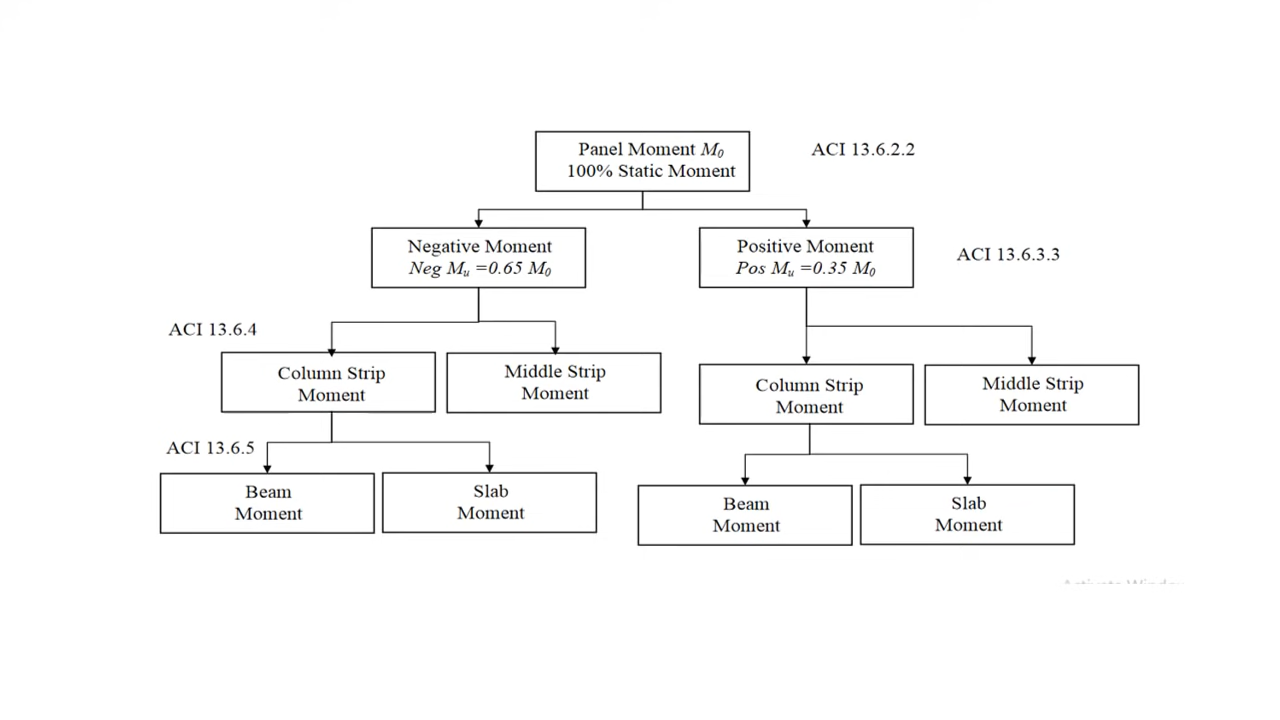 Panel Moment M₀
100% Static Moment
ACI 13.6.2.2
Negative Moment
Neg Mᵤ =0.65 M₀
Positive Moment
Pos Mᵤ =0.35 M₀
ACI 13.6.3.3
ACI 13.6.4
Column Strip
Moment
Middle Strip
Moment
Column Strip
Moment
Middle Strip
Moment
ACI 13.6.5
Beam
Moment
Slab
Moment
Beam
Moment
Slab
Moment